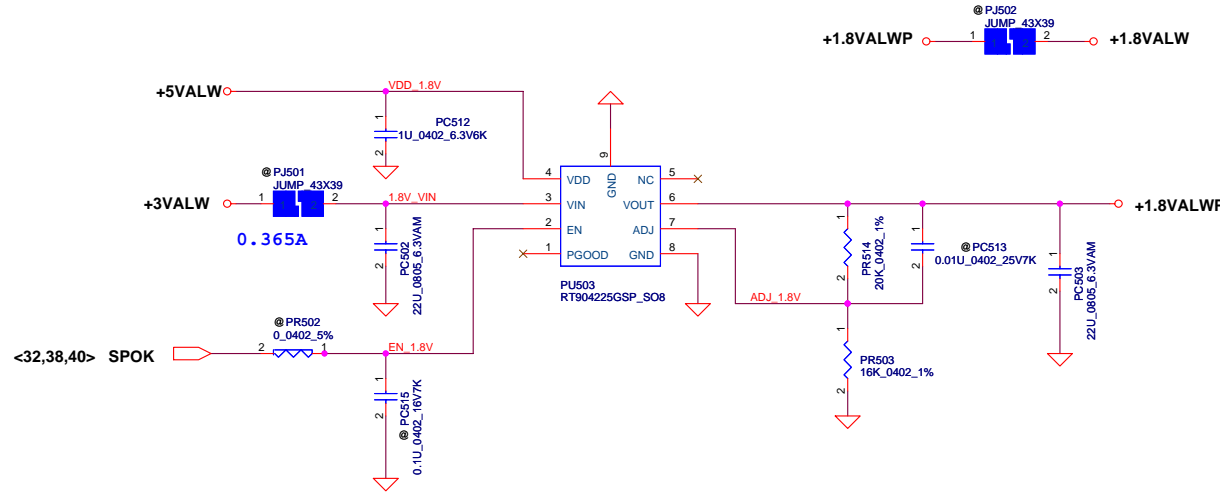 @ PJ502
JUMP_43X39
+1.8VALWP 1 1 2 2 +1.8VALW
+5VALW VDD_1.8V
1 PC512
1U_0402_6.3V6K
2
9
GND
@ PJ501
JUMP_43X39
+3VALW 1 1 2 2 1.8V_VIN
0.365A
1
2
PC502
22U_0805_6.3VAM
4 VDD NC 5
3 VIN VOUT 6
2 EN ADJ 7
1 PGOOD GND 8
PU503
RT904225GSP_SO8
+1.8VALWP
1
2
PR514
20K_0402_1%
1 @ PC513
0.01U_0402_25V7K
2
1
2
PC503
22U_0805_6.3VAM
ADJ_1.8V
@ PR502
0_0402_5%
<32,38,40> SPOK 2 1 EN_1.8V
1
2
@ PC515
0.1U_0402_16V7K
1
PR503
16K_0402_1%
2